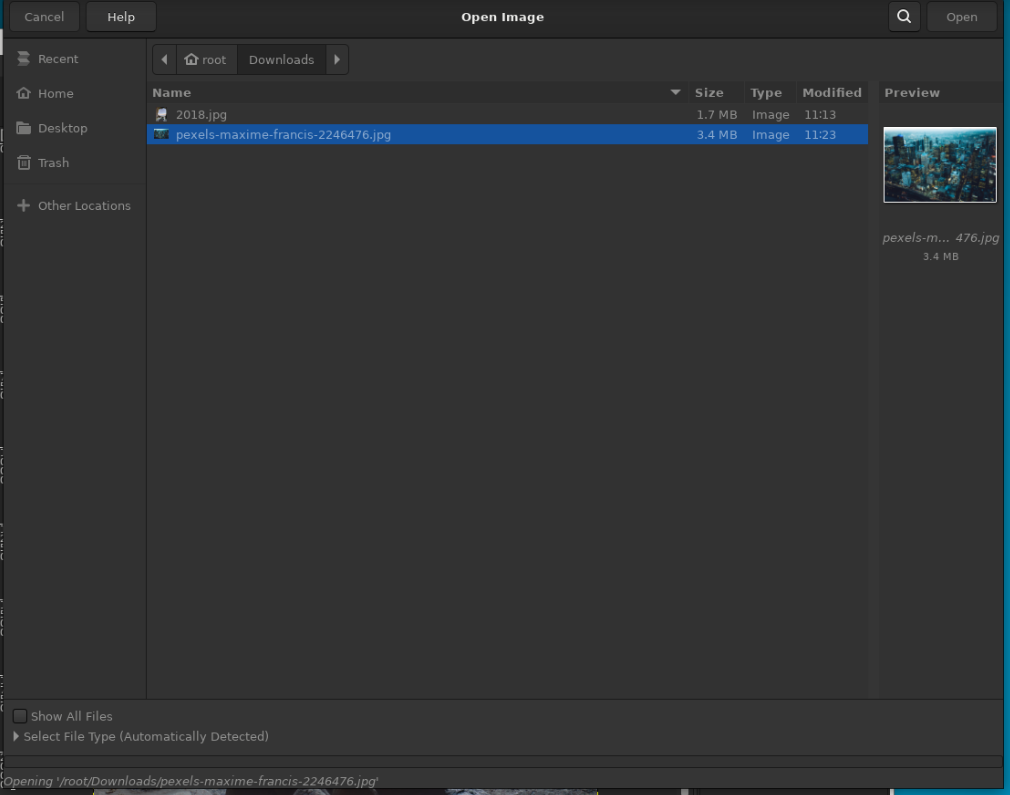 Cancel
Help
Open Image
Open
Recent
Home
Desktop
Trash
Other Locations
root
Downloads
Name Size Type Modified
2018.jpg 1.7 MB Image 11:13
pexels-maxime-francis-2246476.jpg 3.4 MB Image 11:23
Preview
pexels-m... 476.jpg
3.4 MB
Show All Files
Select File Type (Automatically Detected)
Opening '/root/Downloads/pexels-maxime-francis-2246476.jpg'